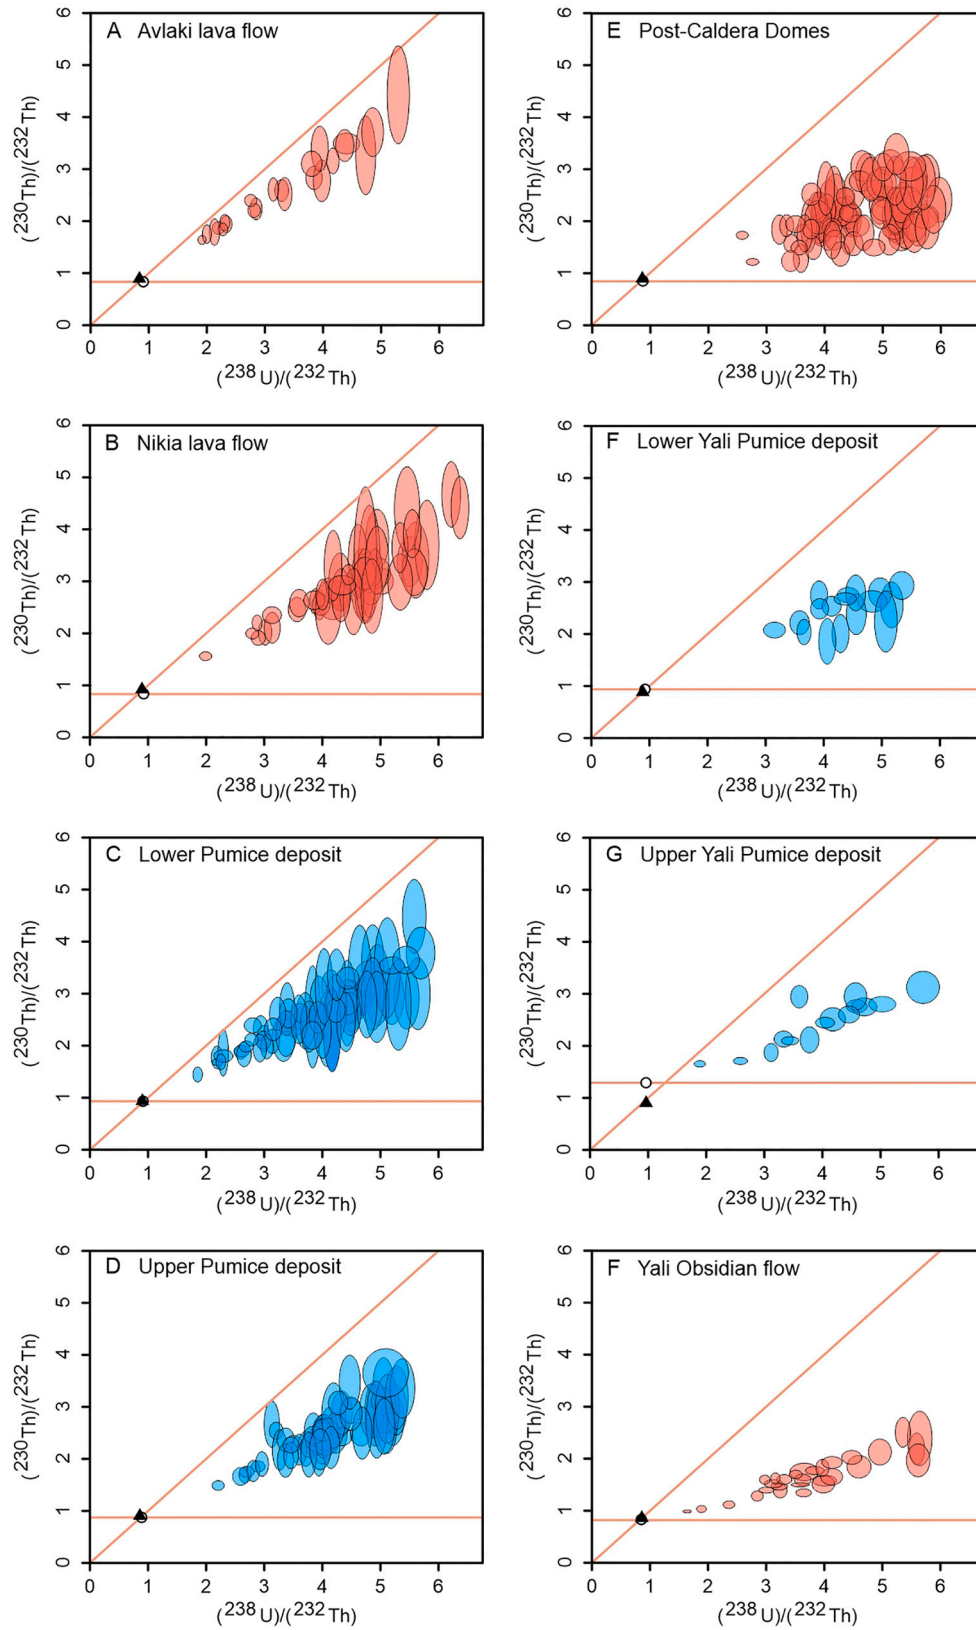 A Avlaki lava flow
6
5
4
3
2
1
0
(230Th)/(232Th)
0 1 2 3 4 5 6
(238U)/(232Th)
E Post-Caldera Domes
6
5
4
3
2
1
0
(230Th)/(232Th)
0 1 2 3 4 5 6
(238U)/(232Th)
B Nikia lava flow
6
5
4
3
2
1
0
(230Th)/(232Th)
0 1 2 3 4 5 6
(238U)/(232Th)
F Lower Yali Pumice deposit
6
5
4
3
2
1
0
(230Th)/(232Th)
0 1 2 3 4 5 6
(238U)/(232Th)
C Lower Pumice deposit
6
5
4
3
2
1
0
(230Th)/(232Th)
0 1 2 3 4 5 6
(238U)/(232Th)
G Upper Yali Pumice deposit
6
5
4
3
2
1
0
(230Th)/(232Th)
0 1 2 3 4 5 6
(238U)/(232Th)
D Upper Pumice deposit
6
5
4
3
2
1
0
(230Th)/(232Th)
0 1 2 3 4 5 6
(238U)/(232Th)
F Yali Obsidian flow
6
5
4
3
2
1
0
(230Th)/(232Th)
0 1 2 3 4 5 6
(238U)/(232Th)